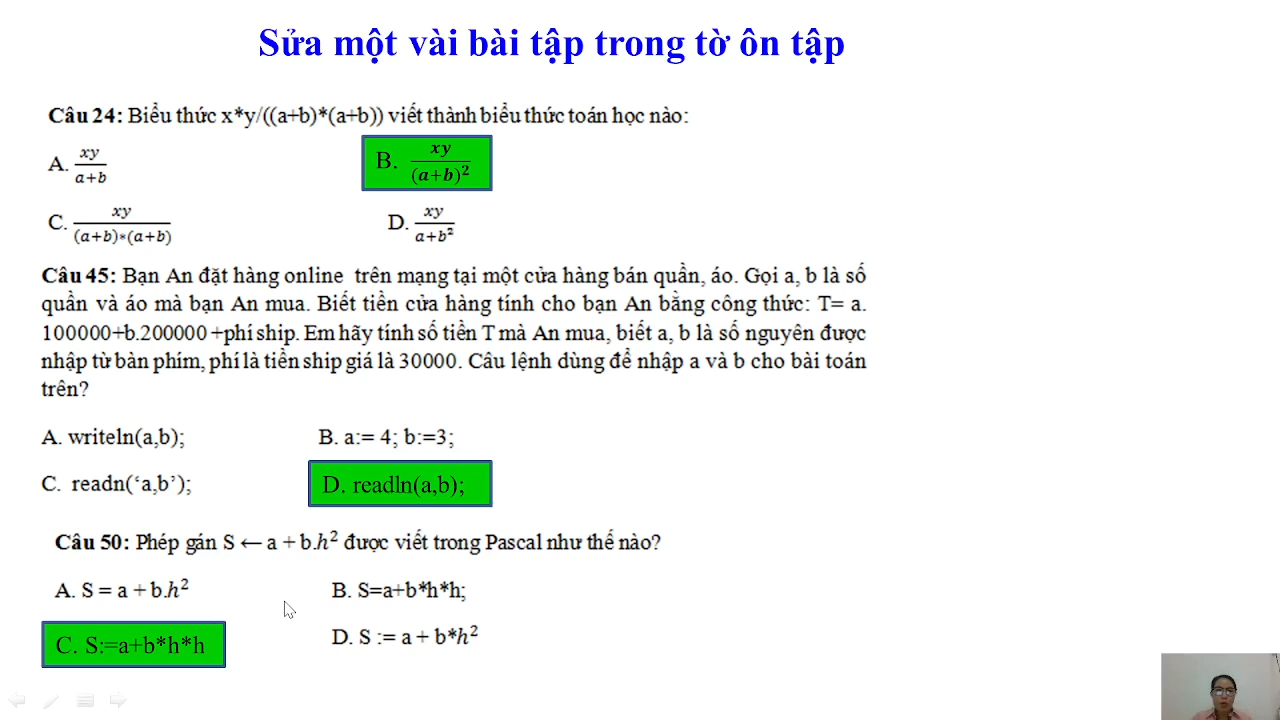 Sửa một vài bài tập trong tờ ôn tập
Câu 24: Biểu thức x*y/((a+b)*(a+b)) viết thành biểu thức toán học nào:
A. \frac{xy}{a+b}
B. \frac{xy}{(a+b)^2}
C. \frac{xy}{(a+b)*(a+b)}
D. \frac{xy}{a+b^2}
Câu 45: Bạn An đặt hàng online trên mạng tại một cửa hàng bán quần, áo. Gọi a, b là số
quần và áo mà bạn An mua. Biết tiền cửa hàng tính cho bạn An bằng công thức: T= a.
100000+b.200000 +phí ship. Em hãy tính số tiền T mà An mua, biết a, b là số nguyên được
nhập từ bàn phím, phí là tiền ship giá là 30000. Câu lệnh dùng để nhập a và b cho bài toán
trên?
A. writeln(a,b);
B. a:= 4; b:=3;
C. readn(‘a,b’);
D. readln(a,b);
Câu 50: Phép gán S ← a + b.h² được viết trong Pascal như thế nào?
A. S = a + b.h²
B. S=a+b*h*h;
C. S:=a+b*h*h
D. S := a + b*h²